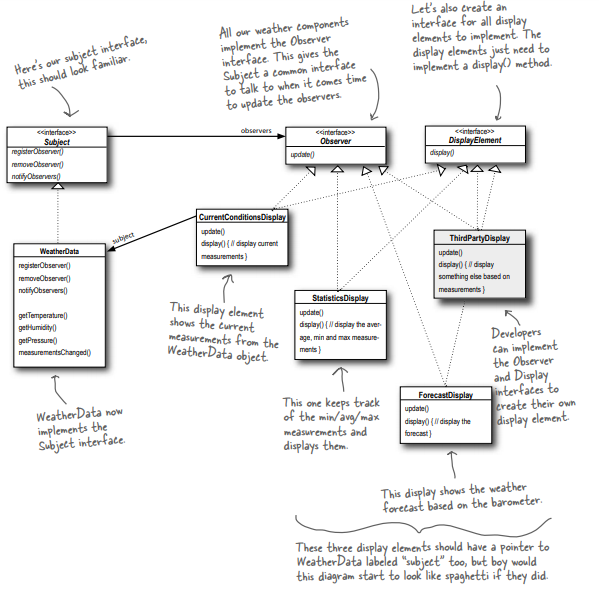 Here's our subject interface,
this should look familiar.
All our weather components
implement the Observer
interface. This gives the
Subject a common interface
to talk to when it comes time
to update the observers.
Let's also create an
interface for all display
elements to implement. The
display elements just need to
implement a display() method.
<<interface>>
Subject
registerObserver()
removeObserver()
notifyObservers()
observers
<<interface>>
Observer
update()
<<interface>>
DisplayElement
display()
subject
WeatherData
registerObserver()
removeObserver()
notifyObservers()
getTemperature()
getHumidity()
getPressure()
measurementsChanged()
CurrentConditionsDisplay
update()
display() { // display current
measurements }
ThirdPartyDisplay
update()
display() { // display
something else based on
measurements }
StatisticsDisplay
update()
display() { // display the aver-
age, min and max measure-
ments }
ForecastDisplay
update()
display() { // display the
forecast }
This display element
shows the current
measurements from the
WeatherData object.
Developers
can implement
the Observer
and Display
interfaces to
create their own
display element.
WeatherData now
implements the
Subject interface.
This one keeps track
of the min/avg/max
measurements and
displays them.
This display shows the weather
forecast based on the barometer.
These three display elements should have a pointer to
WeatherData labeled "subject" too, but boy would
this diagram start to look like spaghetti if they did.